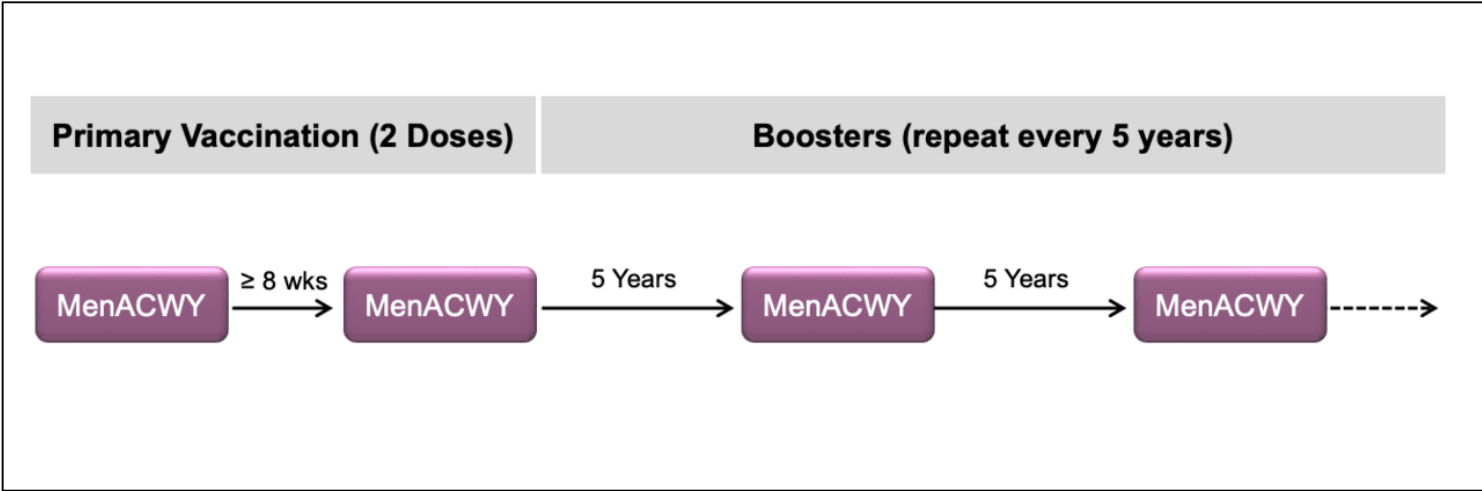 Primary Vaccination (2 Doses)
Boosters (repeat every 5 years)
MenACWY
≥ 8 wks
MenACWY
5 Years
MenACWY
5 Years
MenACWY